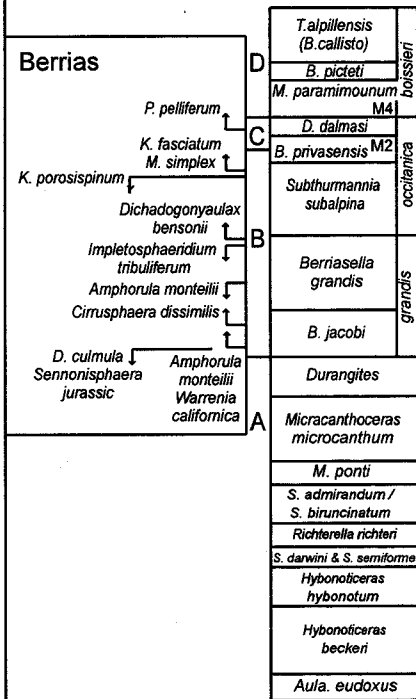 Berrias
P. pelliferum
K. fasciatum
M. simplex
K. porosispinum
Dichadogonyaulax
bensonii
Impletosphaeridium
tribuliferum
Amphorula monteilii
Cirrusphaera dissimilis
D. culmula
Sennonisphaera
jurassic
Amphorula
monteilii
Warrenia
californica
D
C
B
A
T.alpillensis
(B.callisto)
B. picteti
M. paramimounum
M4
D. dalmasi
B. privasensis M2
Subthurmannia
subalpina
Berriasella
grandis
B. jacobi
Durangites
Micracanthoceras
microcanthum
M. ponti
S. admirandum /
S. biruncinatum
Richterella richteri
S. darwini & S. semiforme
Hybonoticeras
hybonotum
Hybonoticeras
beckeri
Aula. eudoxus
boissieri
occitanica
grandis